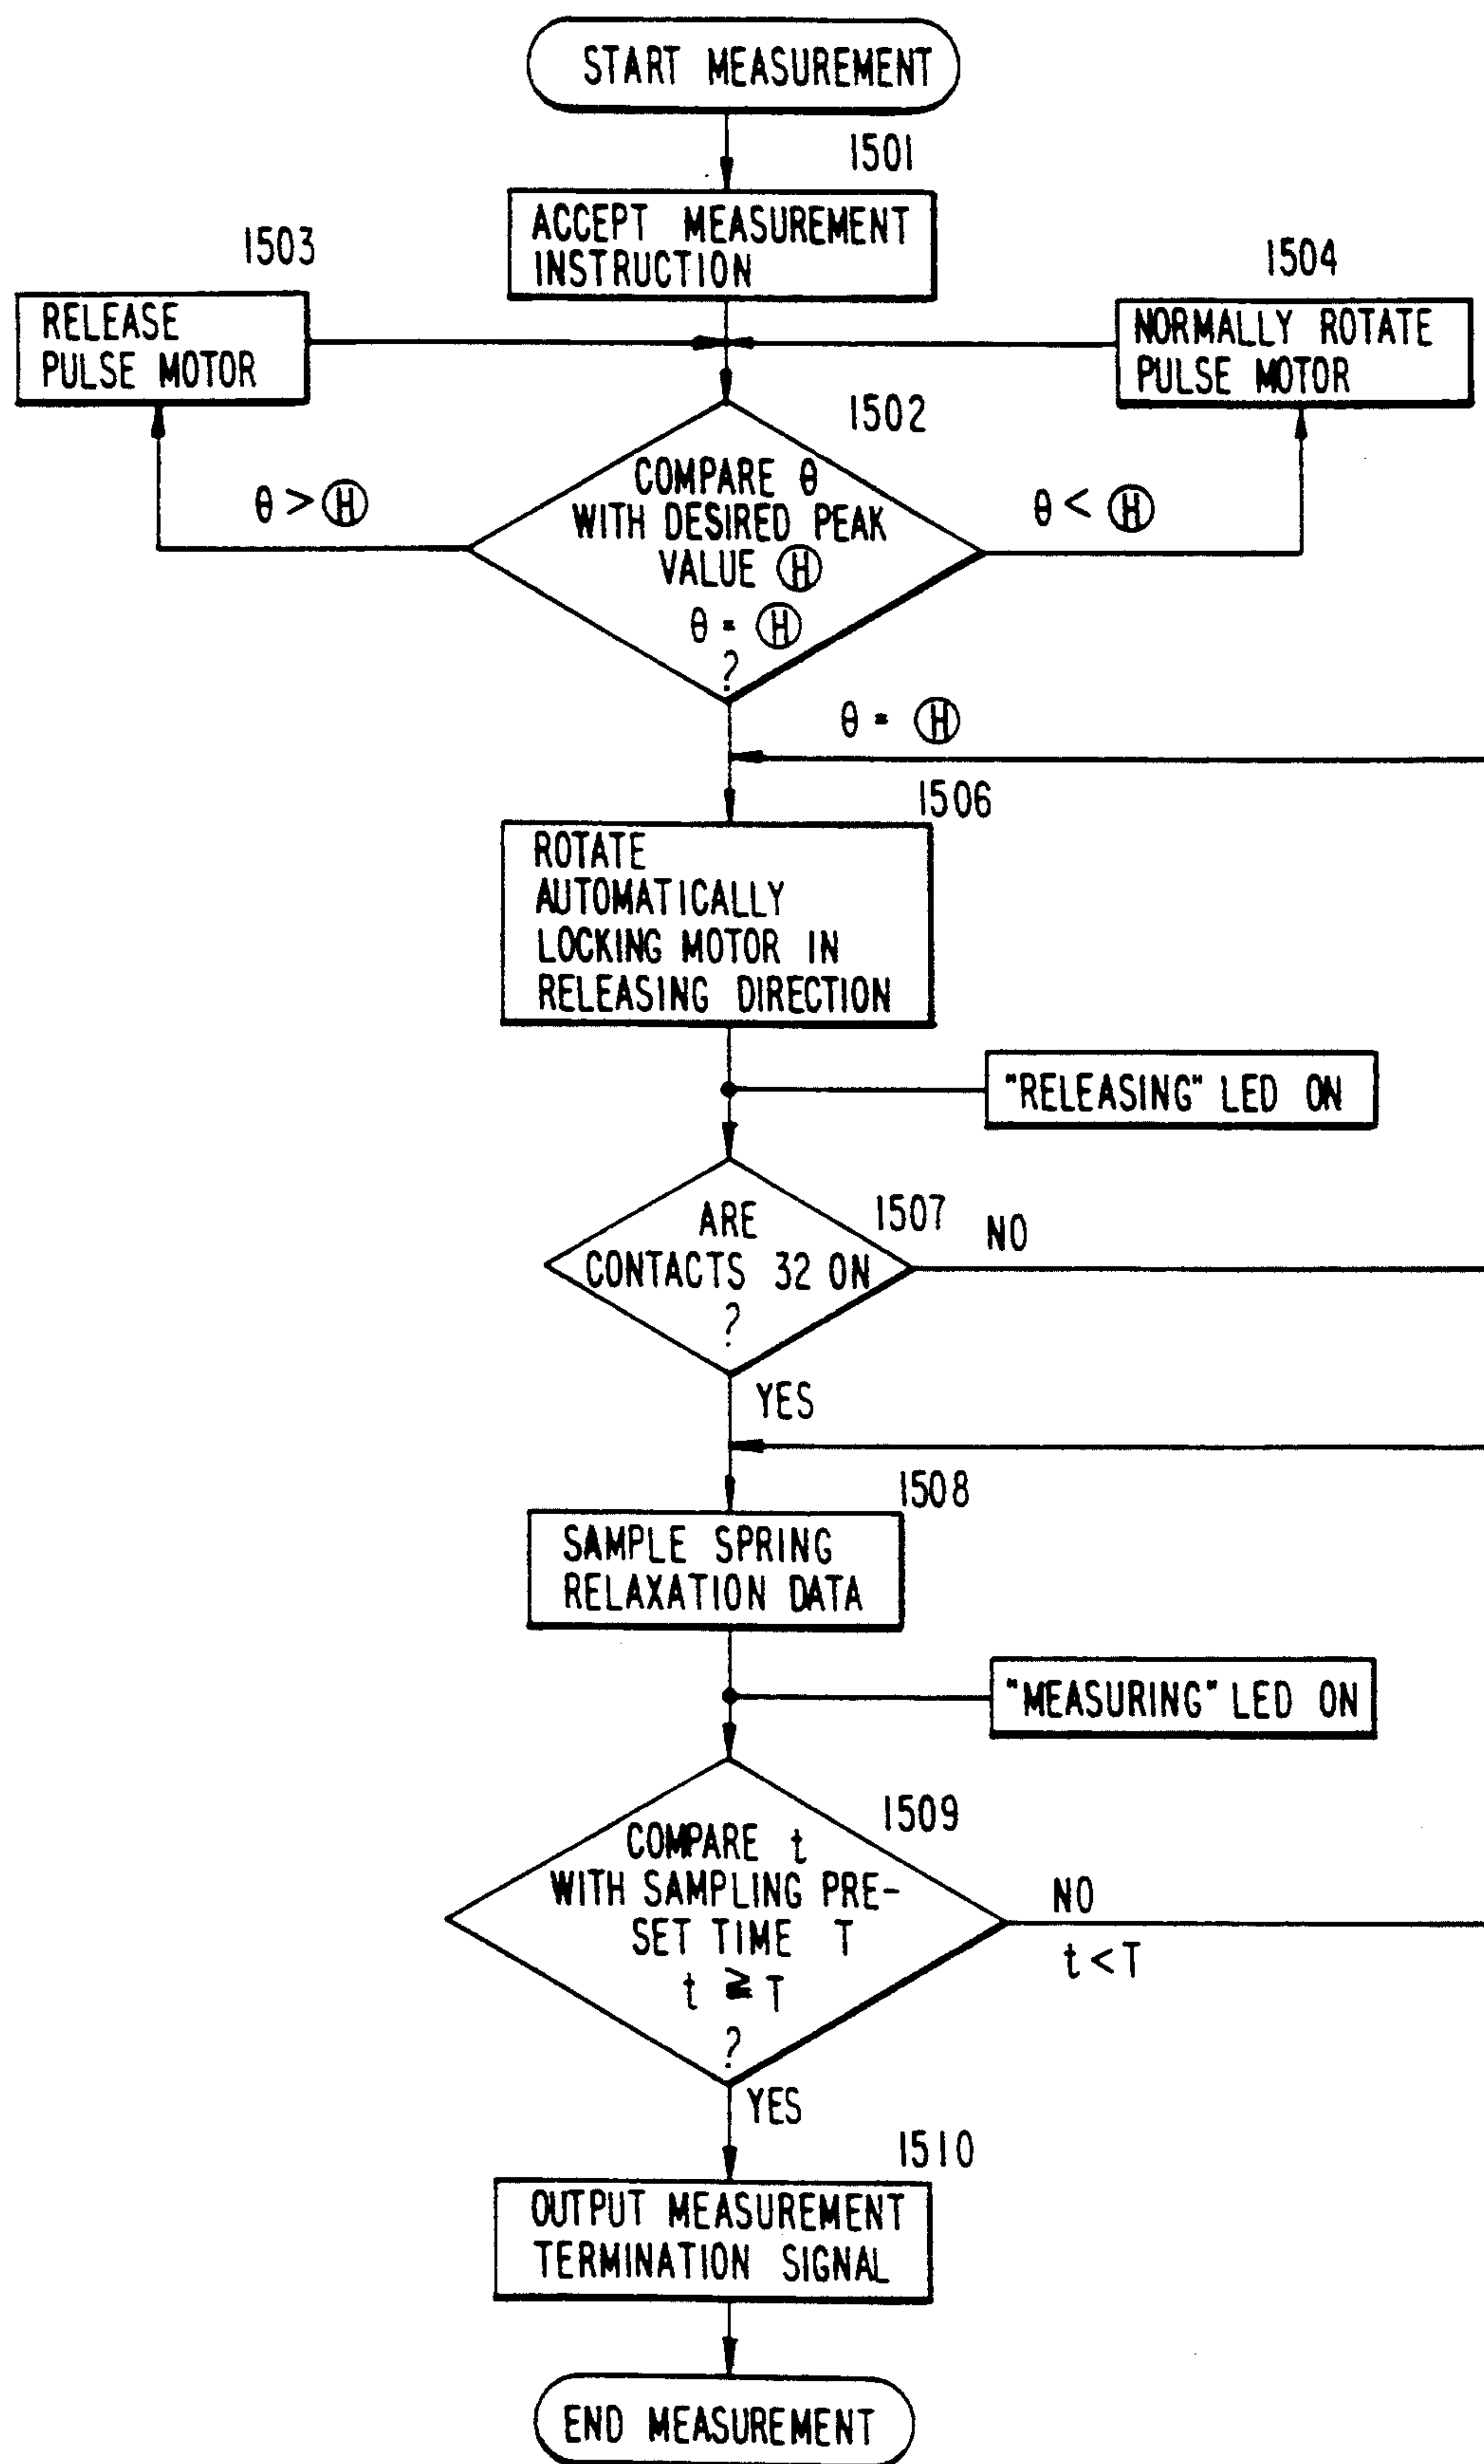 START MEASUREMENT
1501
ACCEPT MEASUREMENT
INSTRUCTION
1503
RELEASE
PULSE MOTOR
1504
NORMALLY ROTATE
PULSE MOTOR
1502
COMPARE θ
WITH DESIRED PEAK
VALUE Ⓗ
θ = Ⓗ
?
θ > Ⓗ
θ < Ⓗ
θ = Ⓗ
1506
ROTATE
AUTOMATICALLY
LOCKING MOTOR IN
RELEASING DIRECTION
"RELEASING" LED ON
1507
ARE
CONTACTS 32 ON
?
NO
YES
1508
SAMPLE SPRING
RELAXATION DATA
"MEASURING" LED ON
1509
COMPARE t
WITH SAMPLING PRE-
SET TIME T
t ≧ T
?
NO
t < T
YES
1510
OUTPUT MEASUREMENT
TERMINATION SIGNAL
END MEASUREMENT